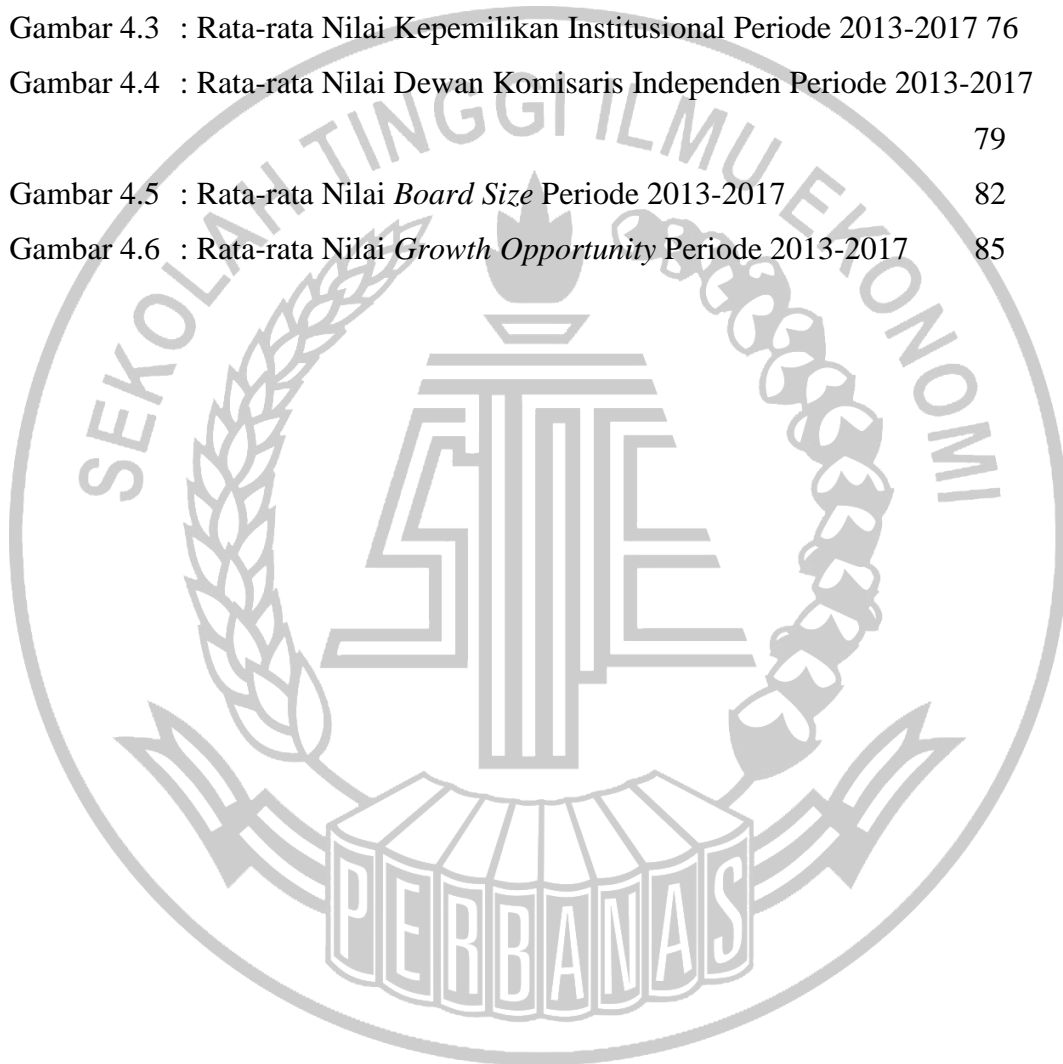 Gambar 4.3 : Rata-rata Nilai Kepemilikan Institusional Periode 2013-2017 76
Gambar 4.4 : Rata-rata Nilai Dewan Komisaris Independen Periode 2013-2017
79
Gambar 4.5 : Rata-rata Nilai Board Size Periode 2013-2017 82
Gambar 4.6 : Rata-rata Nilai Growth Opportunity Periode 2013-2017 85
SEKOLAH TINGGI ILMU EKONOMI
STIE
PERBANAS